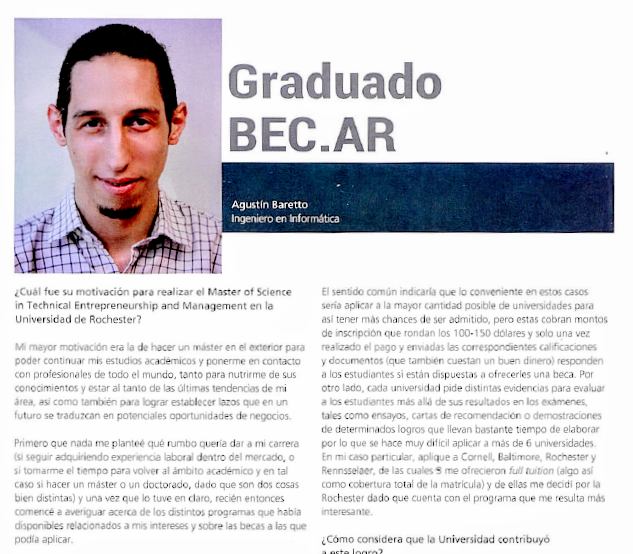 Graduado
BEC.AR
Agustín Baretto
Ingeniero en Informática
¿Cuál fue su motivación para realizar el Master of Science
in Technical Entrepreneurship and Management en la
Universidad de Rochester?
Mi mayor motivación era la de hacer un máster en el exterior para
poder continuar mis estudios académicos y ponerme en contacto
con profesionales de todo el mundo, tanto para nutrirme de sus
conocimientos y estar al tanto de las últimas tendencias de mi
área, así como también para lograr establecer lazos que en un
futuro se traduzcan en potenciales oportunidades de negocios.
Primero que nada me planteé qué rumbo quería dar a mi carrera
(si seguir adquiriendo experiencia laboral dentro del mercado, o
si tomarme el tiempo para volver al ámbito académico y en tal
caso si hacer un máster o un doctorado, dado que son dos cosas
bien distintas) y una vez que lo tuve en claro, recién entonces
comencé a averiguar acerca de los distintos programas que había
disponibles relacionados a mis intereses y sobre las becas a las que
podía aplicar.
El sentido común indicaría que lo conveniente en estos casos
sería aplicar a la mayor cantidad posible de universidades para
así tener más chances de ser admitido, pero estas cobran montos
de inscripción que rondan los 100-150 dólares y solo una vez
realizado el pago y enviadas las correspondientes calificaciones
y documentos (que también cuestan un buen dinero) responden
a los estudiantes si están dispuestas a ofrecerles una beca. Por
otro lado, cada universidad pide distintas evidencias para evaluar
a los estudiantes más allá de sus resultados en los exámenes,
tales como ensayos, cartas de recomendación o demostraciones
de determinados logros que llevan bastante tiempo de elaborar
por lo que se hace muy difícil aplicar a más de 6 universidades.
En mi caso particular, aplique a Cornell, Baltimore, Rochester y
Rennsselaer, de las cuales 3 me ofrecieron full tuition (algo así
como cobertura total de la matrícula) y de ellas me decidí por la
Rochester dado que cuenta con el programa que me resulta más
interesante.
¿Cómo considera que la Universidad contribuyó
a este logro?